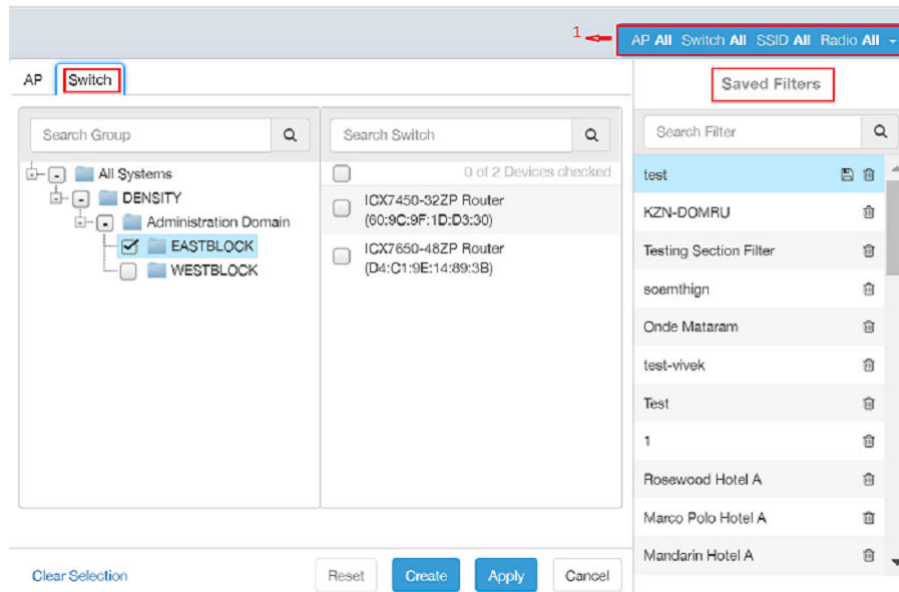 1
AP All Switch All SSID All Radio All
AP
Switch
Saved Filters
Search Group
Search Switch
Search Filter
All Systems
DENSITY
Administration Domain
EASTBLOCK
WESTBLOCK
0 of 2 Devices checked
ICX7450-32ZP Router
(60:9C:9F:1D:D3:30)
ICX7650-48ZP Router
(D4:C1:9E:14:89:3B)
test
KZN-DOMRU
Testing Section Filter
soemthign
Onde Mataram
test-vivek
Test
1
Rosewood Hotel A
Marco Polo Hotel A
Mandarin Hotel A
Clear Selection
Reset
Create
Apply
Cancel